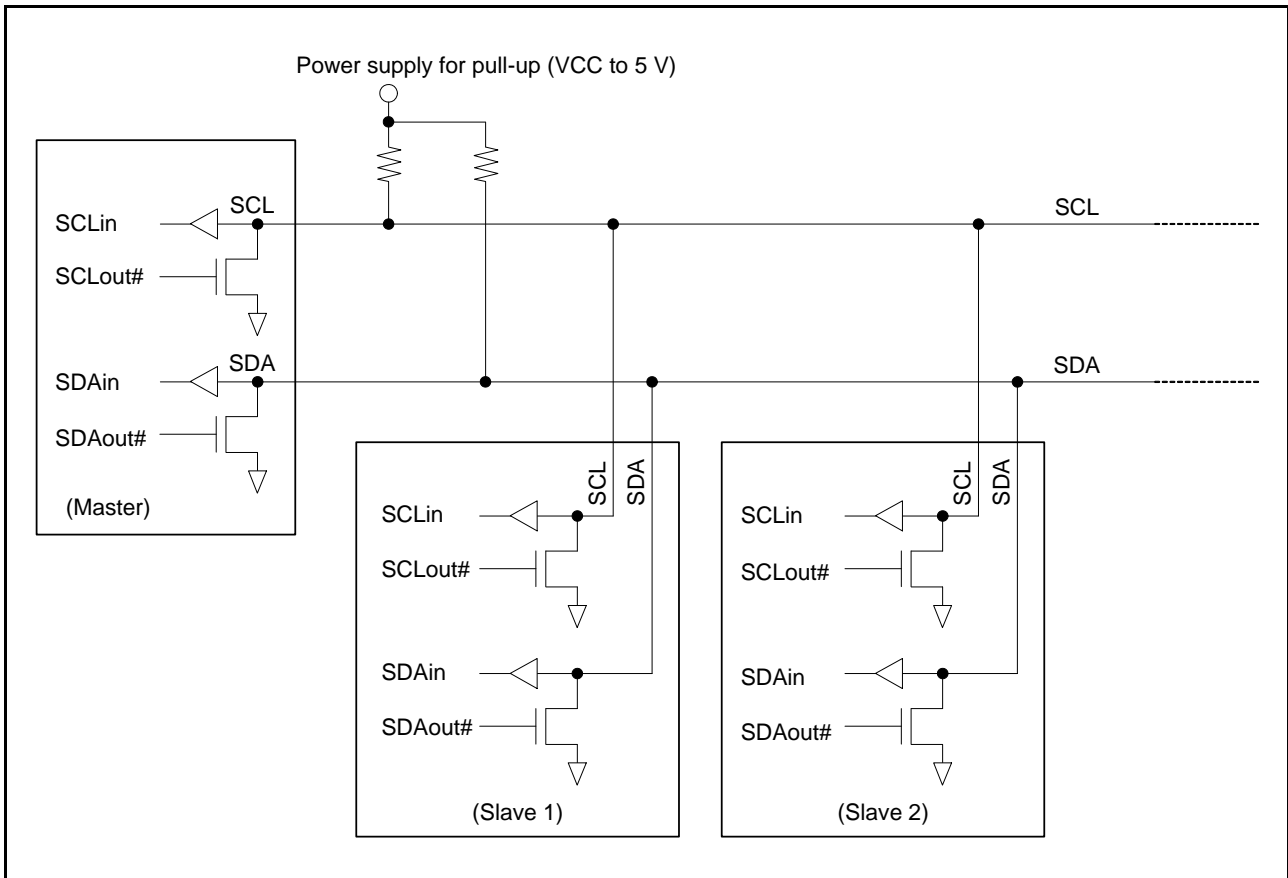 Power supply for pull-up (VCC to 5 V)
SCLin
SCL
SCL
SCLout#
SDAin
SDA
SDA
SDAout#
(Master)
SCL
SDA
SCLin
SCLout#
SDAin
SDAout#
(Slave 1)
SCL
SDA
SCLin
SCLout#
SDAin
SDAout#
(Slave 2)